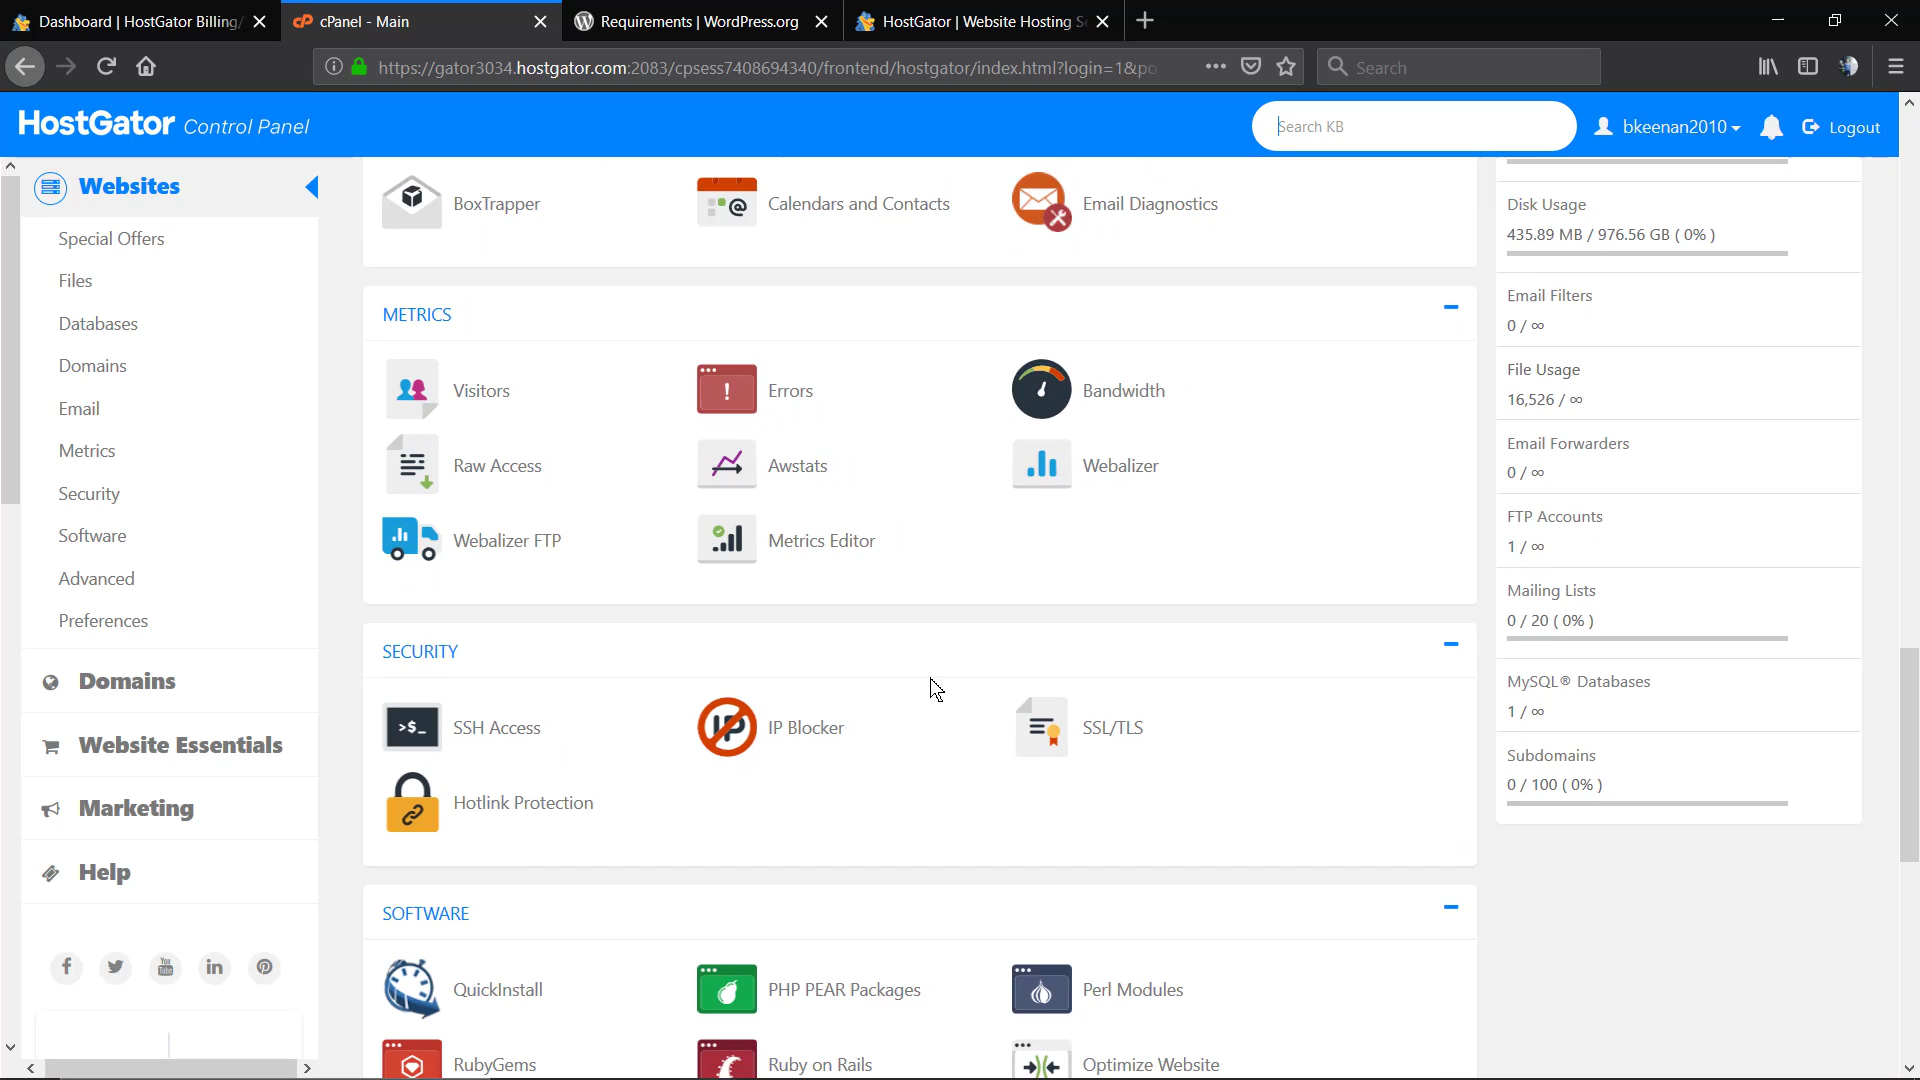 Dashboard | HostGator Billing/
cPanel - Main
Requirements | WordPress.org
HostGator | Website Hosting Se
https://gator3034.hostgator.com:2083/cpsess7408694340/frontend/hostgator/index.html?login=1&po
Search
HostGator Control Panel
Search KB
bkeenan2010
Logout
Websites
Special Offers
Files
Databases
Domains
Email
Metrics
Security
Software
Advanced
Preferences
Domains
Website Essentials
Marketing
Help
BoxTrapper
Calendars and Contacts
Email Diagnostics
METRICS
Visitors
Errors
Bandwidth
Raw Access
Awstats
Webalizer
Webalizer FTP
Metrics Editor
SECURITY
SSH Access
IP Blocker
SSL/TLS
Hotlink Protection
SOFTWARE
QuickInstall
PHP PEAR Packages
Perl Modules
RubyGems
Ruby on Rails
Optimize Website
Disk Usage
435.89 MB / 976.56 GB ( 0% )
Email Filters
0 / ∞
File Usage
16,526 / ∞
Email Forwarders
0 / ∞
FTP Accounts
1 / ∞
Mailing Lists
0 / 20 ( 0% )
MySQL® Databases
1 / ∞
Subdomains
0 / 100 ( 0% )